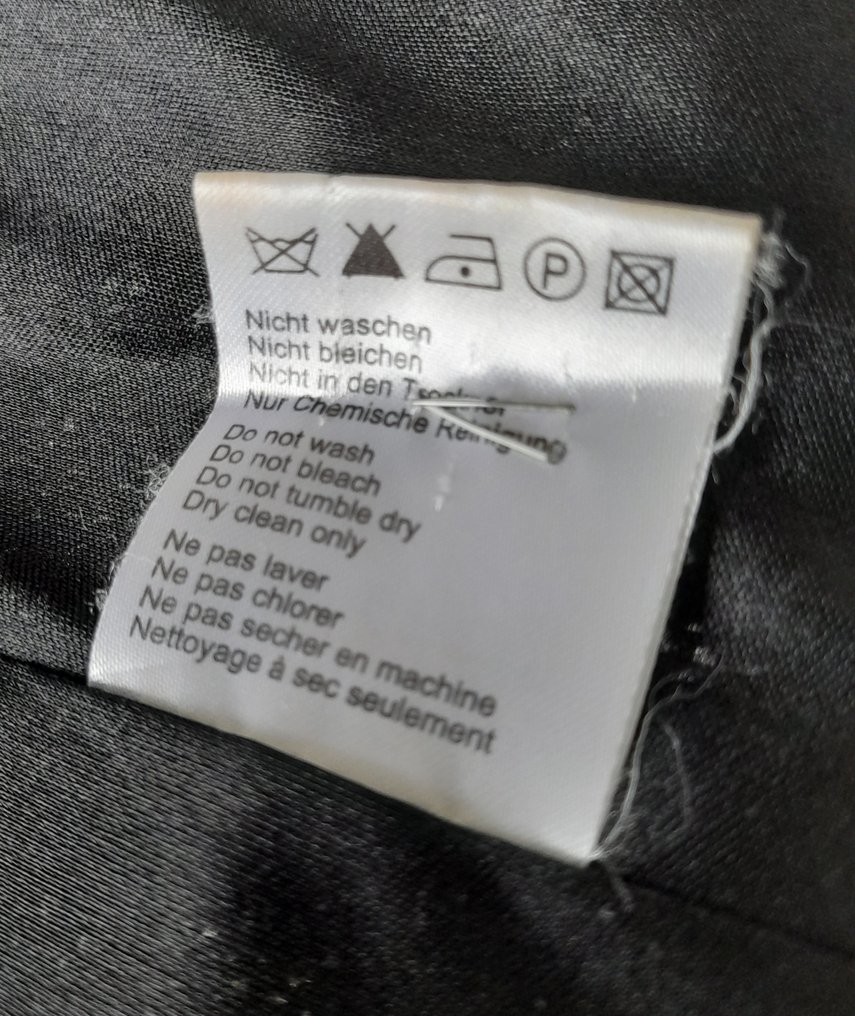 P
Nicht waschen
Nicht bleichen
Nicht in den
Nur Chemische Reinigung
Do not wash
Do not bleach
Do not tumble dry
Dry clean only
Ne pas laver
Ne pas chlorer
Ne pas secher en machine
Nettoyage à sec seulement